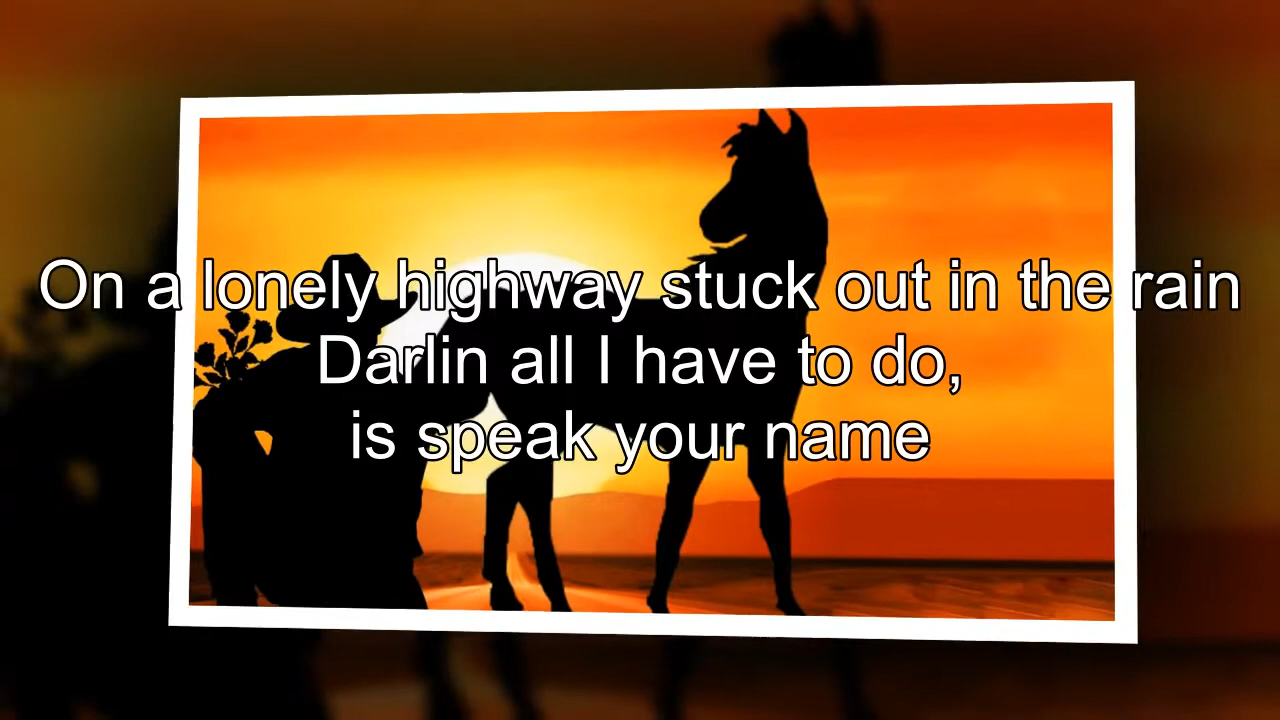 On a lonely highway stuck out in the rain
Darlin all I have to do,
is speak your name